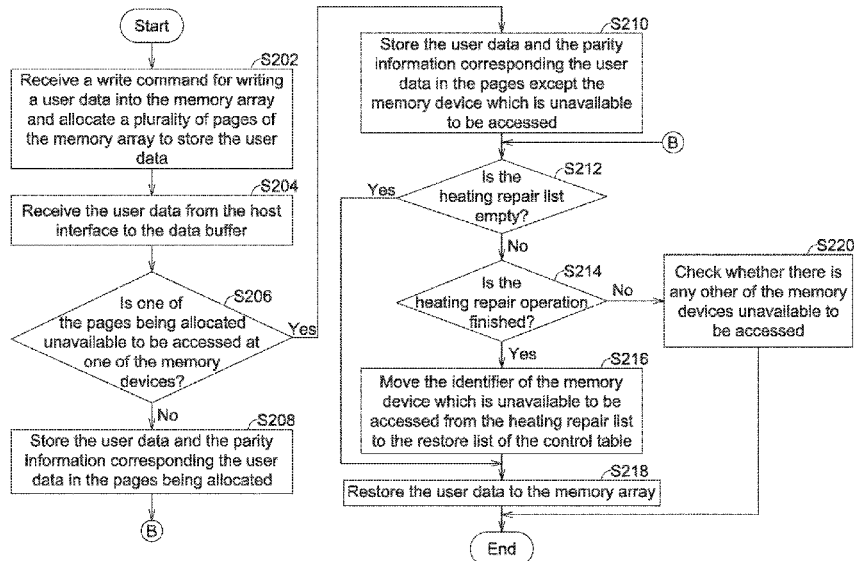 Start
S202
Receive a write command for writing
a user data into the memory array
and allocate a plurality of pages of
the memory array to store the user
data
S204
Receive the user data from the host
interface to the data buffer
S206
Is one of
the pages being allocated
unavailable to be accessed at
one of the memory
devices?
Yes
No
S208
Store the user data and the parity
information corresponding the user
data in the pages being allocated
B
S210
Store the user data and the parity
information corresponding the user
data in the pages except the
memory device which is unavailable
to be accessed
B
S212
Is the
heating repair list
empty?
Yes
No
S214
Is the
heating repair operation
finished?
No
Yes
S220
Check whether there is
any other of the memory
devices unavailable to
be accessed
S216
Move the identifier of the memory
device which is unavailable to be
accessed from the heating repair list
to the restore list of the control table
S218
Restore the user data to the memory array
End